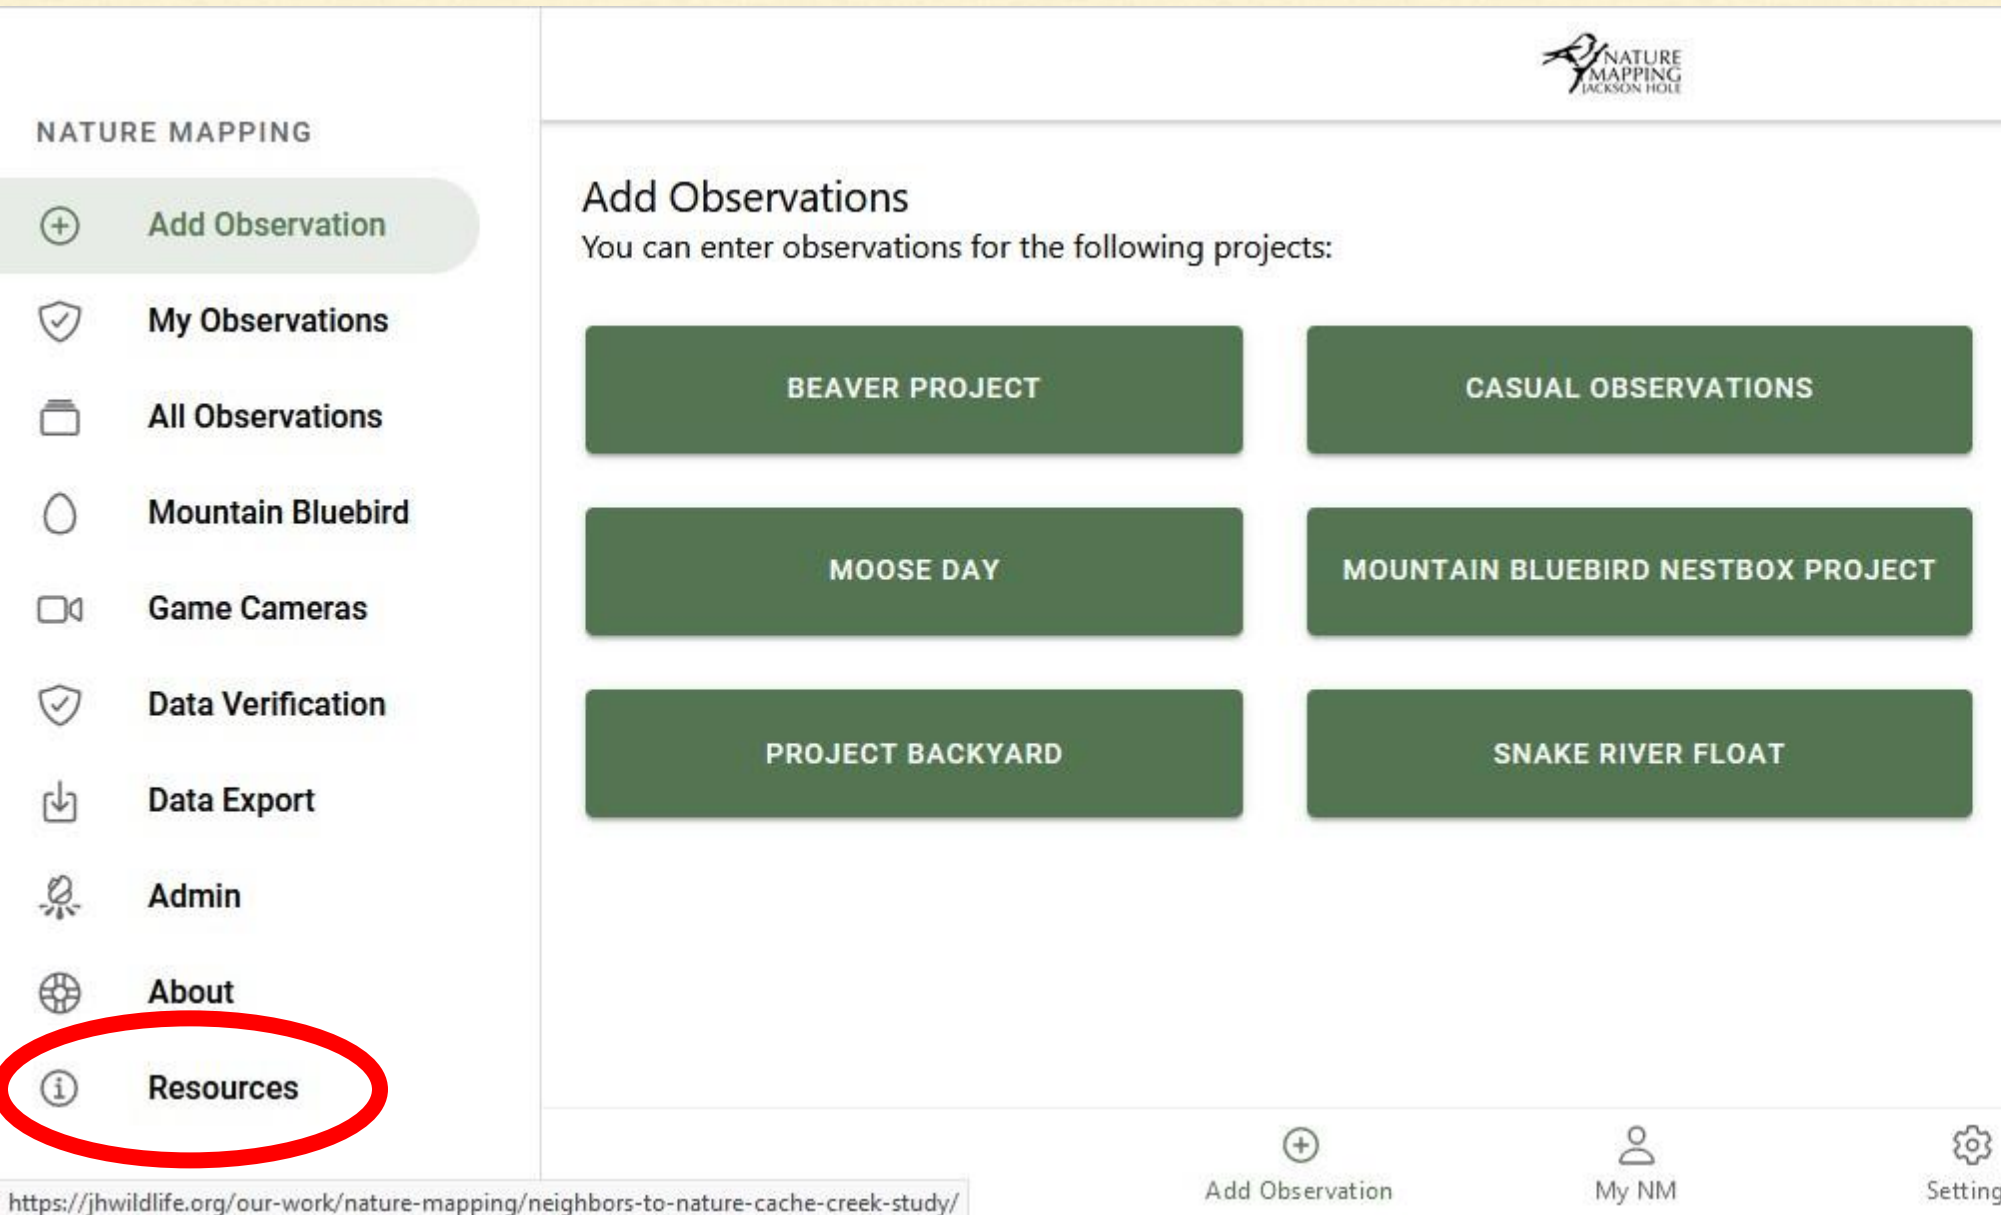 NATURE
MAPPING
JACKSON HOLE
NATURE MAPPING
Add Observation
My Observations
All Observations
Mountain Bluebird
Game Cameras
Data Verification
Data Export
Admin
About
Resources
Add Observations
You can enter observations for the following projects:
BEAVER PROJECT
CASUAL OBSERVATIONS
MOOSE DAY
MOUNTAIN BLUEBIRD NESTBOX PROJECT
PROJECT BACKYARD
SNAKE RIVER FLOAT
Add Observation
My NM
Setting
https://jhwildlife.org/our-work/nature-mapping/neighbors-to-nature-cache-creek-study/